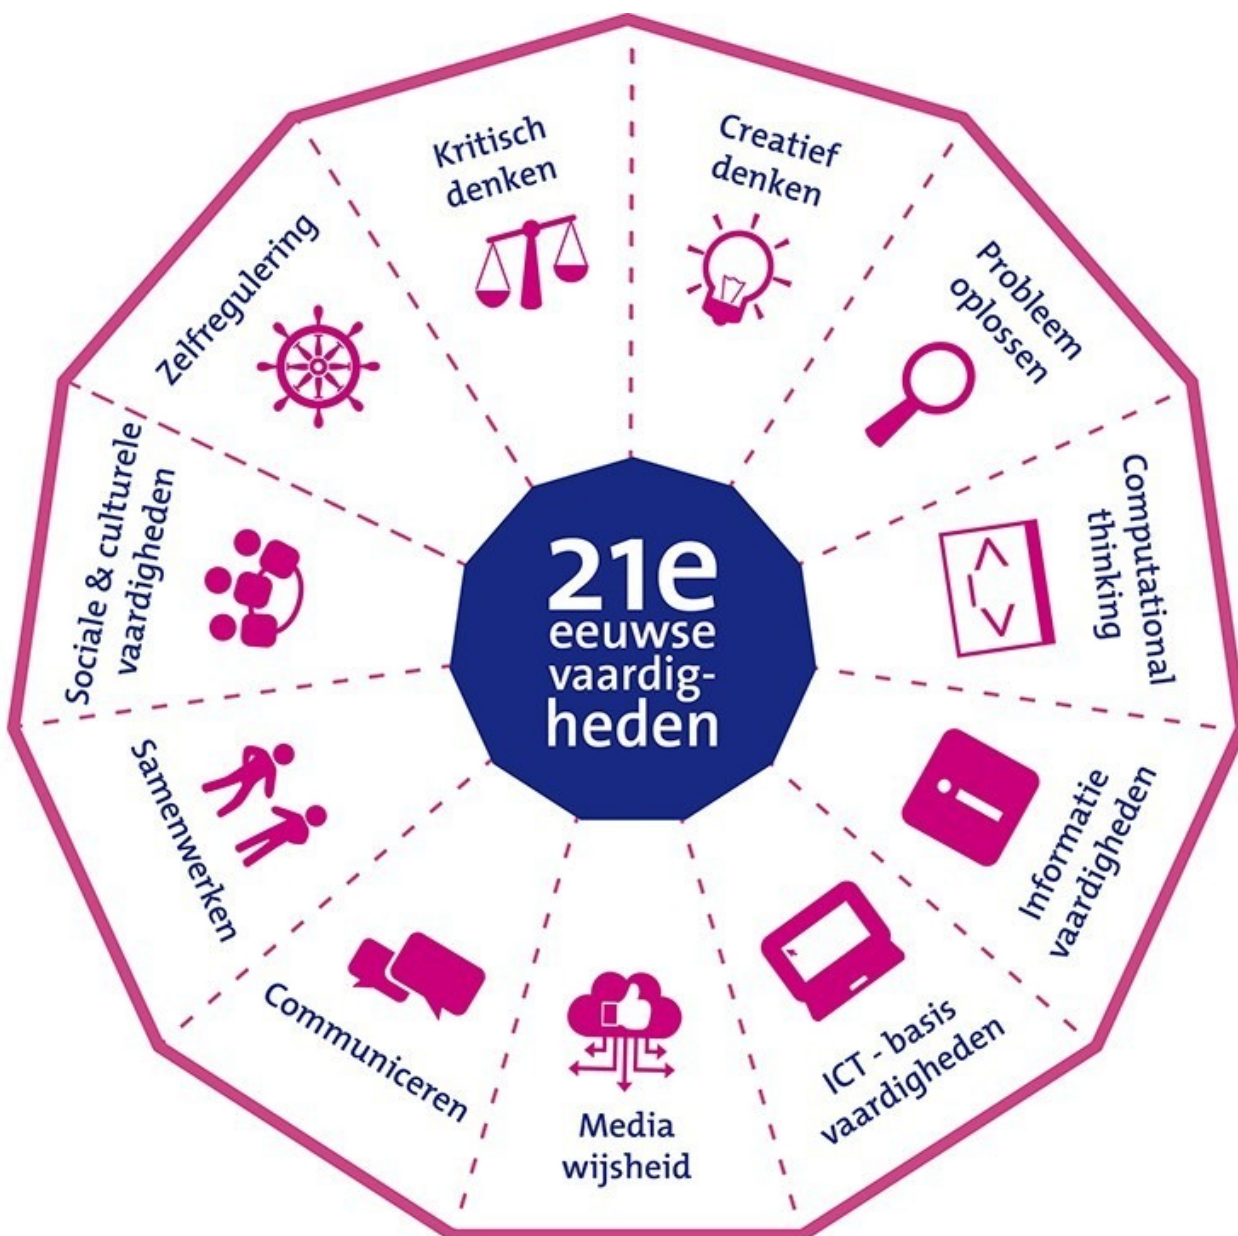 Kritisch
denken
Creatief
denken
Probleem
oplossen
Computational
thinking
Informatie
vaardigheden
ICT - basis
vaardigheden
Media
wijsheid
Communiceren
Samenwerken
Sociale & culturele
vaardigheden
Zelfregulering
21e
eeuwse
vaardig-
heden